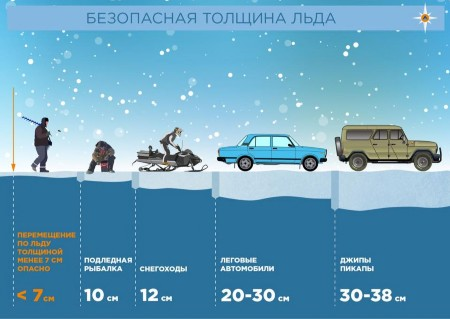 БЕЗОПАСНАЯ ТОЛЩИНА ЛЬДА
ПЕРЕМЕЩЕНИЕ
ПО ЛЬДУ
ТОЛЩИНОЙ
МЕНЕЕ 7 СМ
ОПАСНО
< 7 СМ
ПОДЛЕДНАЯ
РЫБАЛКА
10 СМ
СНЕГОХОДЫ
12 СМ
ЛЕГОВЫЕ
АВТОМОБИЛИ
20-30 СМ
ДЖИПЫ
ПИКАПЫ
30-38 СМ